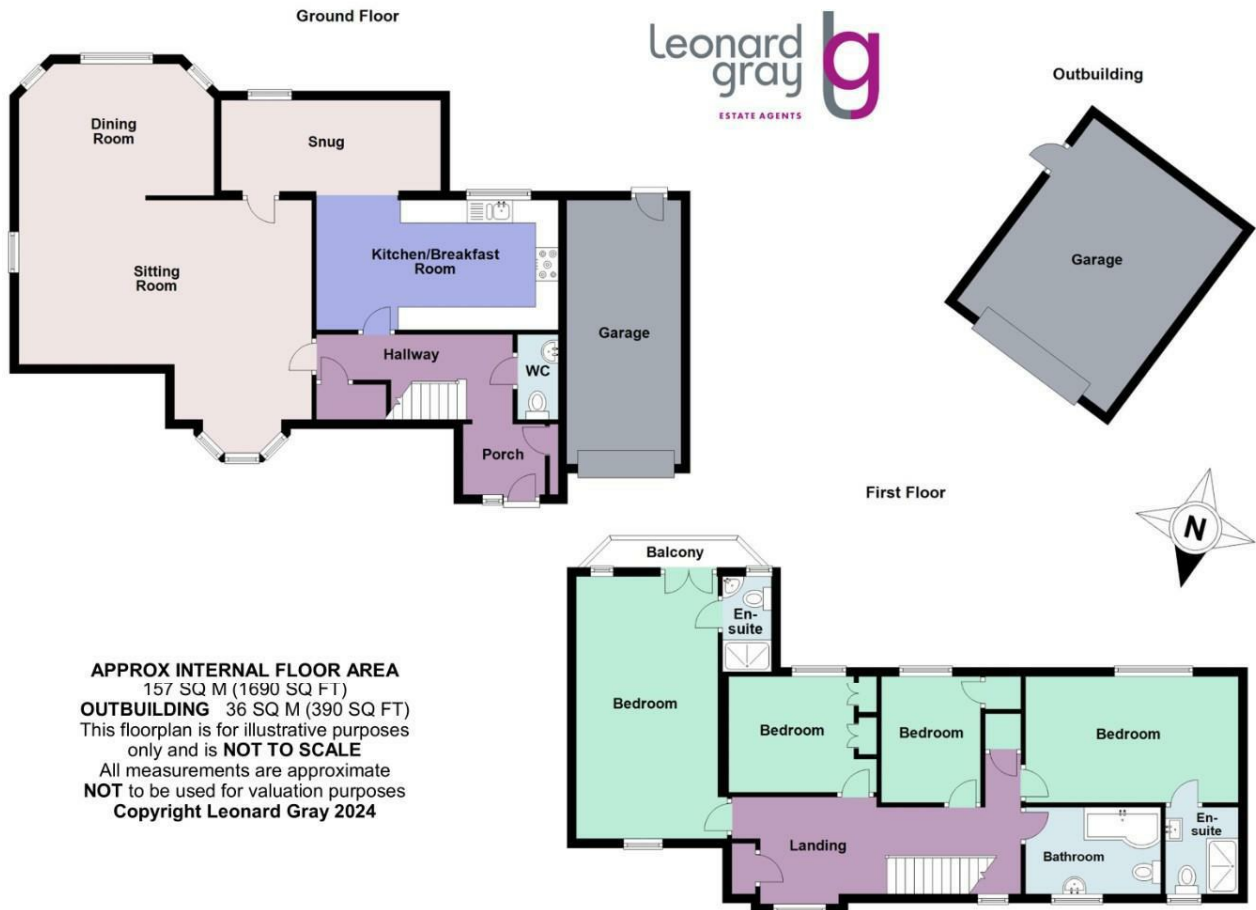 Ground Floor
leonard
gray
lg
ESTATE AGENTS
Outbuilding
Dining
Room
Snug
Sitting
Room
Kitchen/Breakfast
Room
Garage
Hallway
WC
Porch
Garage
First Floor
N
Balcony
En-
suite
Bedroom
Bedroom
Bedroom
Bedroom
Landing
Bathroom
En-
suite
APPROX INTERNAL FLOOR AREA
157 SQ M (1690 SQ FT)
OUTBUILDING 36 SQ M (390 SQ FT)
This floorplan is for illustrative purposes
only and is NOT TO SCALE
All measurements are approximate
NOT to be used for valuation purposes
Copyright Leonard Gray 2024